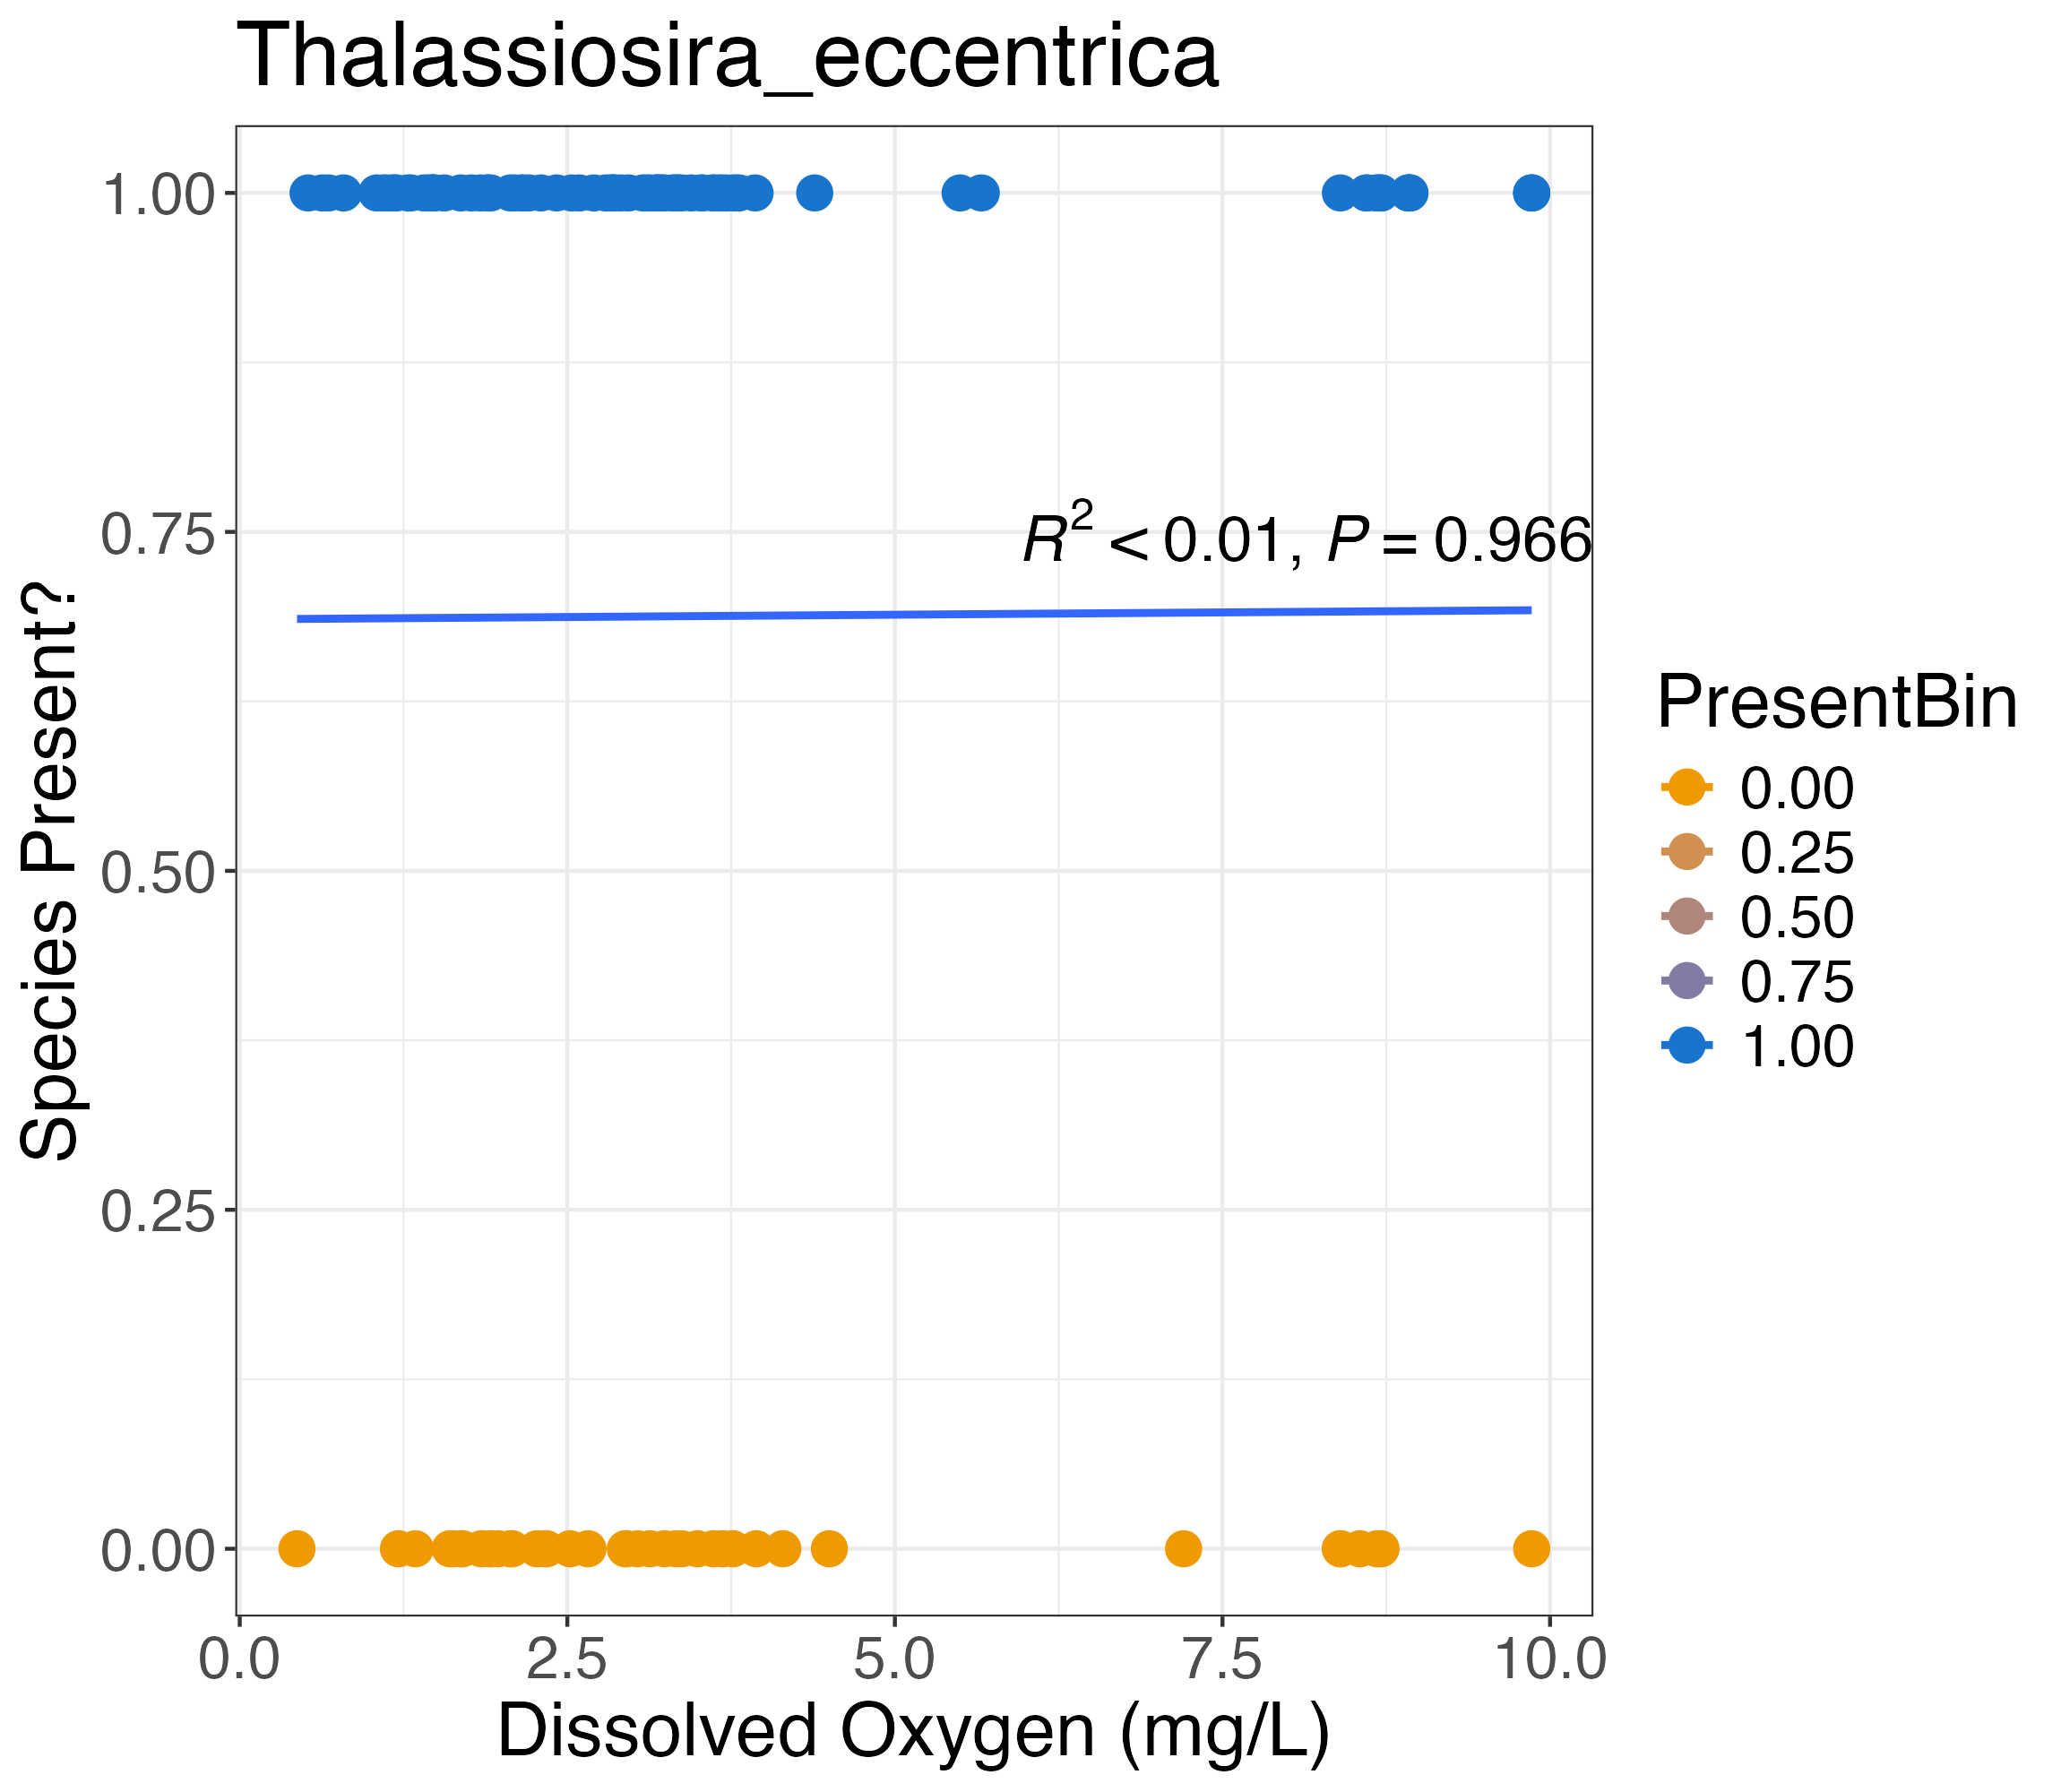 Thalassiosira_eccentrica
Species Present?
1.00
0.75
0.50
0.25
0.00
R² < 0.01, P = 0.966
0.0 2.5 5.0 7.5 10.0
Dissolved Oxygen (mg/L)
PresentBin
0.00
0.25
0.50
0.75
1.00